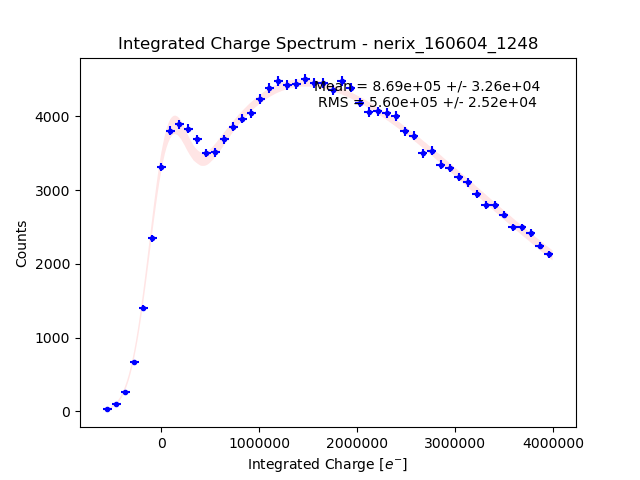 Integrated Charge Spectrum - nerix_160604_1248
Mean = 8.69e+05 +/- 3.26e+04
RMS = 5.60e+05 +/- 2.52e+04
Counts
4000
3000
2000
1000
0
0 1000000 2000000 3000000 4000000
Integrated Charge [e⁻]